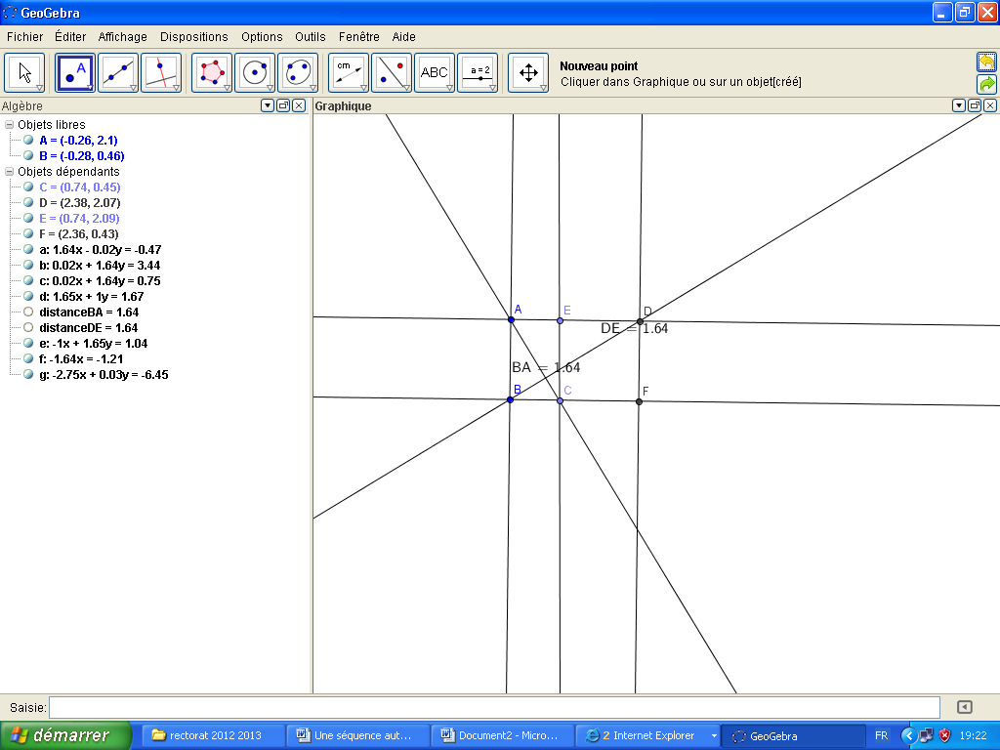 GeoGebra
Fichier Éditer Affichage Dispositions Options Outils Fenêtre Aide
A
cm
ABC
a = 2
Nouveau point
Cliquer dans Graphique ou sur un objet[créé]
Algèbre
Objets libres
A = (-0.26, 2.1)
B = (-0.28, 0.46)
Objets dépendants
C = (0.74, 0.45)
D = (2.38, 2.07)
E = (0.74, 2.09)
F = (2.36, 0.43)
a: 1.64x - 0.02y = -0.47
b: 0.02x + 1.64y = 3.44
c: 0.02x + 1.64y = 0.75
d: 1.65x + 1y = 1.67
distanceBA = 1.64
distanceDE = 1.64
e: -1x + 1.65y = 1.04
f: -1.64x = -1.21
g: -2.75x + 0.03y = -6.45
Graphique
A E D
DE = 1.64
BA = 1.64
B C F
Saisie:
démarrer rectorat 2012 2013 Une séquence aut... Document2 - Micro... 2 Internet Explorer GeoGebra FR 19:22